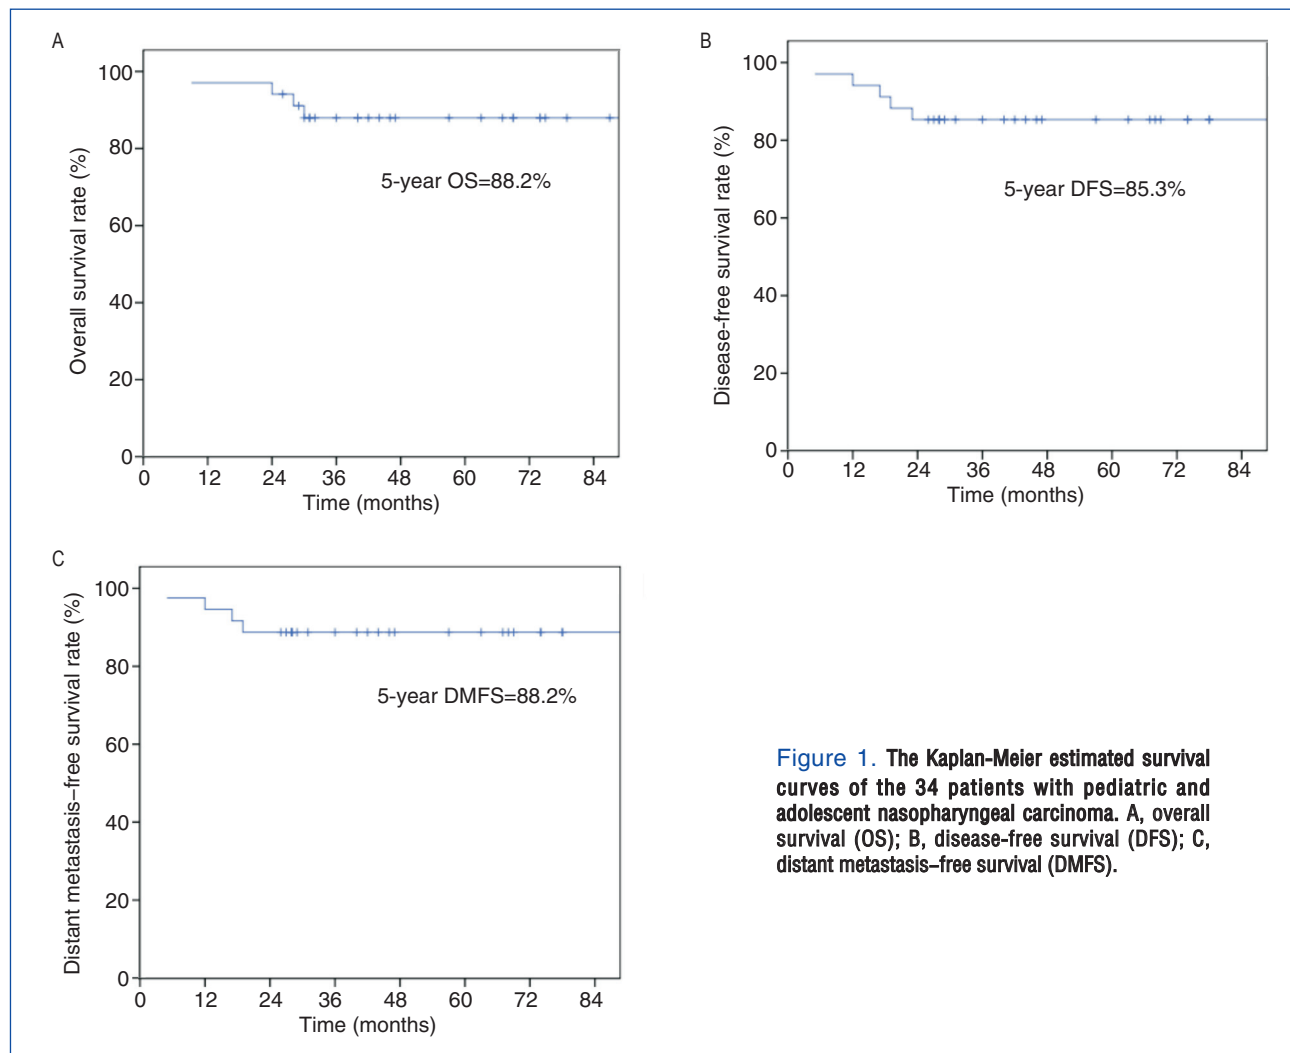 A
100
80
60
40
20
0
Overall survival rate (%)
5-year OS=88.2%
0 12 24 36 48 60 72 84
Time (months)
B
100
80
60
40
20
0
Disease-free survival rate (%)
5-year DFS=85.3%
0 12 24 36 48 60 72 84
Time (months)
C
100
80
60
40
20
0
Distant metastasis–free survival rate (%)
5-year DMFS=88.2%
0 12 24 36 48 60 72 84
Time (months)
Figure 1. The Kaplan-Meier estimated survival
curves of the 34 patients with pediatric and
adolescent nasopharyngeal carcinoma. A, overall
survival (OS); B, disease-free survival (DFS); C,
distant metastasis–free survival (DMFS).